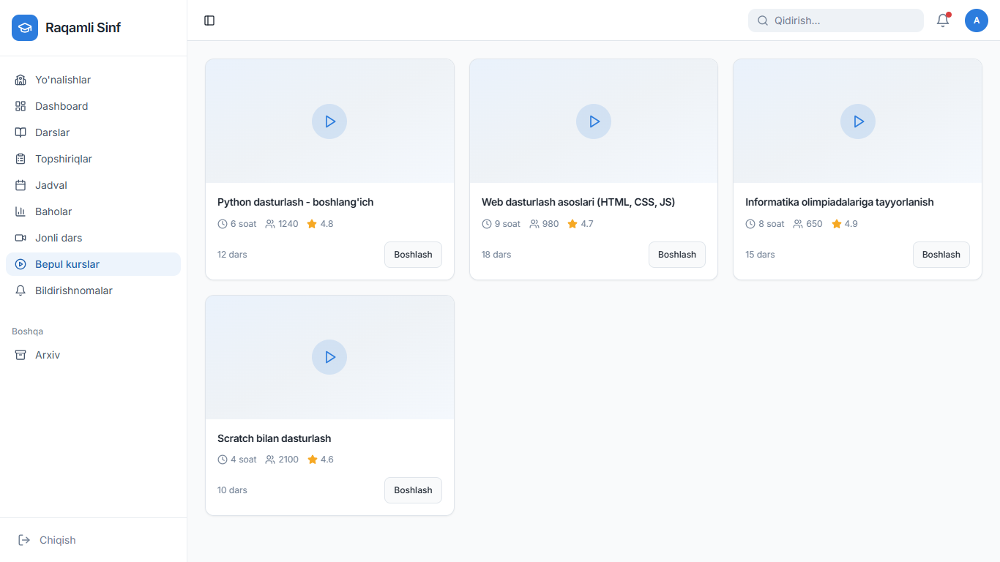 Raqamli Sinf
Qidirish...
A
Yo'nalishlar
Dashboard
Darslar
Topshiriqlar
Jadval
Baholar
Jonli dars
Bepul kurslar
Bildirishnomalar
Boshqa
Arxiv
Chiqish
Python dasturlash - boshlang'ich
6 soat 1240 4.8
12 dars Boshlash
Web dasturlash asoslari (HTML, CSS, JS)
9 soat 980 4.7
18 dars Boshlash
Informatika olimpiadalariga tayyorlanish
8 soat 650 4.9
15 dars Boshlash
Scratch bilan dasturlash
4 soat 2100 4.6
10 dars Boshlash